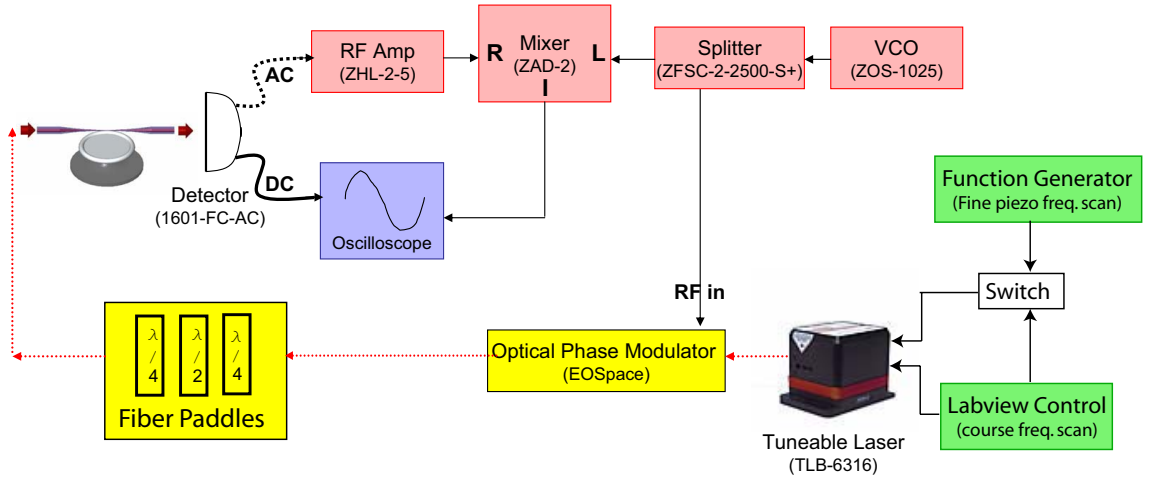 RF Amp
(ZHL-2-5)
Mixer
(ZAD-2)
R
L
I
Splitter
(ZFSC-2-2500-S+)
VCO
(ZOS-1025)
AC
DC
Detector
(1601-FC-AC)
Oscilloscope
Function Generator
(Fine piezo freq. scan)
Switch
RF in
Optical Phase Modulator
(EOSpace)
λ
/
4
λ
/
2
λ
/
4
Fiber Paddles
Tuneable Laser
(TLB-6316)
Labview Control
(course freq. scan)